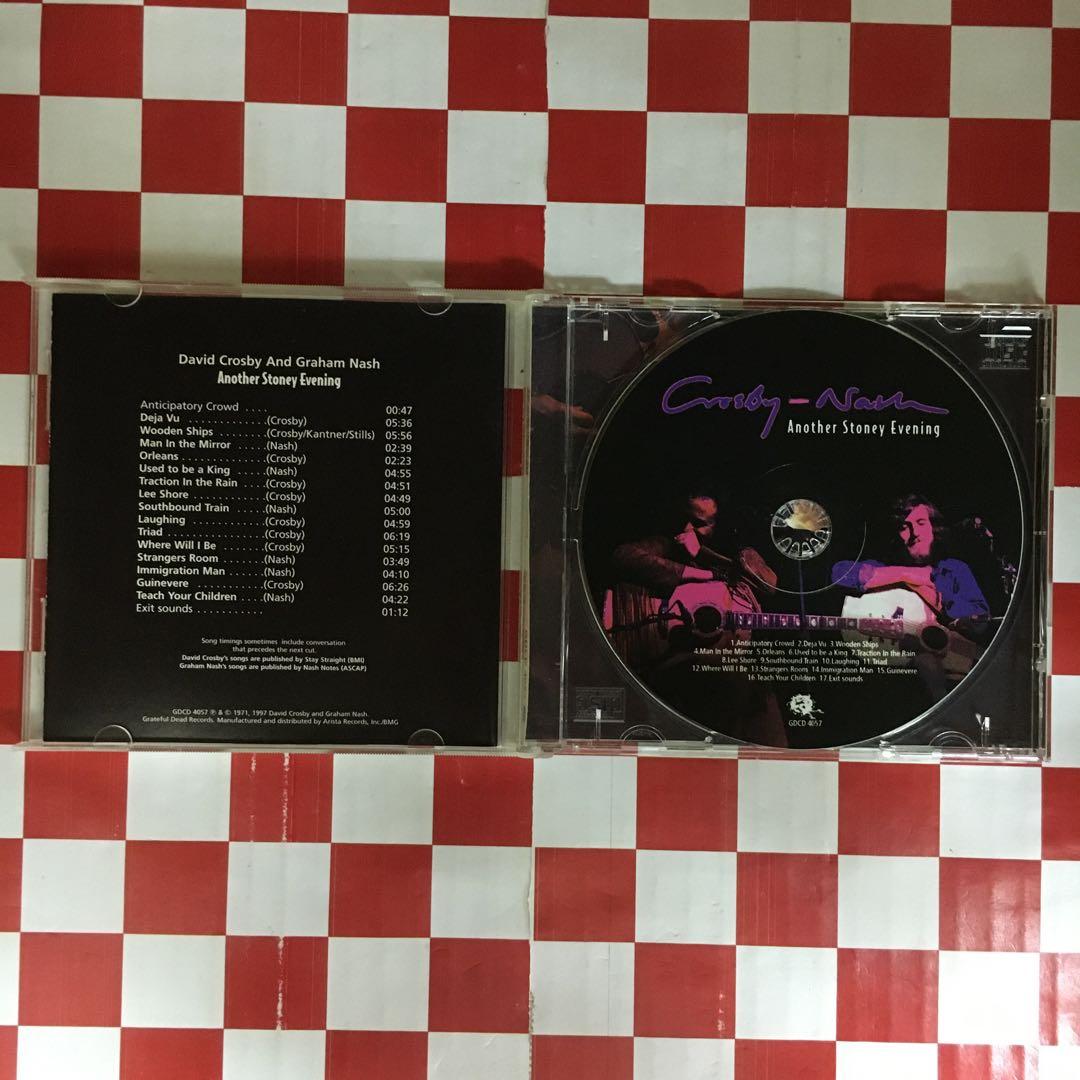 David Crosby And Graham Nash
Another Stoney Evening
Anticipatory Crowd . . . . 00:47
Deja Vu . . . . . . . . . . . . .(Crosby) 05:36
Wooden Ships . . . . . . . .(Crosby/Kantner/Stills) 05:56
Man In the Mirror . . . . . .(Nash) 02:39
Orleans . . . . . . . . . . . . .(Crosby) 02:23
Used to be a King . . . . .(Nash) 04:55
Traction In the Rain . . . .(Crosby) 04:51
Lee Shore . . . . . . . . . . . .(Crosby) 04:49
Southbound Train . . . . .(Nash) 05:00
Laughing . . . . . . . . . . . .(Crosby) 04:59
Triad . . . . . . . . . . . . . . . .(Crosby) 06:19
Where Will I Be . . . . . . .(Crosby) 05:15
Strangers Room . . . . . . .(Nash) 03:49
Immigration Man . . . . . .(Nash) 04:10
Guinevere . . . . . . . . . . . .(Crosby) 06:26
Teach Your Children . . . .(Nash) 04:22
Exit sounds . . . . . . . . . . . 01:12
Song timings sometimes include conversation
that precedes the next cut.
David Crosby's songs are published by Stay Straight (BMI)
Graham Nash's songs are published by Nash Notes (ASCAP)
GDCD 4057 ℗ & © 1971, 1997 David Crosby and Graham Nash.
Grateful Dead Records. Manufactured and distributed by Arista Records, Inc./BMG
Crosby – Nash
Another Stoney Evening
1.Anticipatory Crowd 2.Deja Vu 3.Wooden Ships
4.Man In the Mirror 5.Orleans 6.Used to be a King 7.Traction In the Rain
8.Lee Shore 9.Southbound Train 10.Laughing 11.Triad
12.Where Will I Be 13.Strangers Room 14.Immigration Man 15.Guinevere
16 Teach Your Children 17.Exit sounds
GDCD 4057